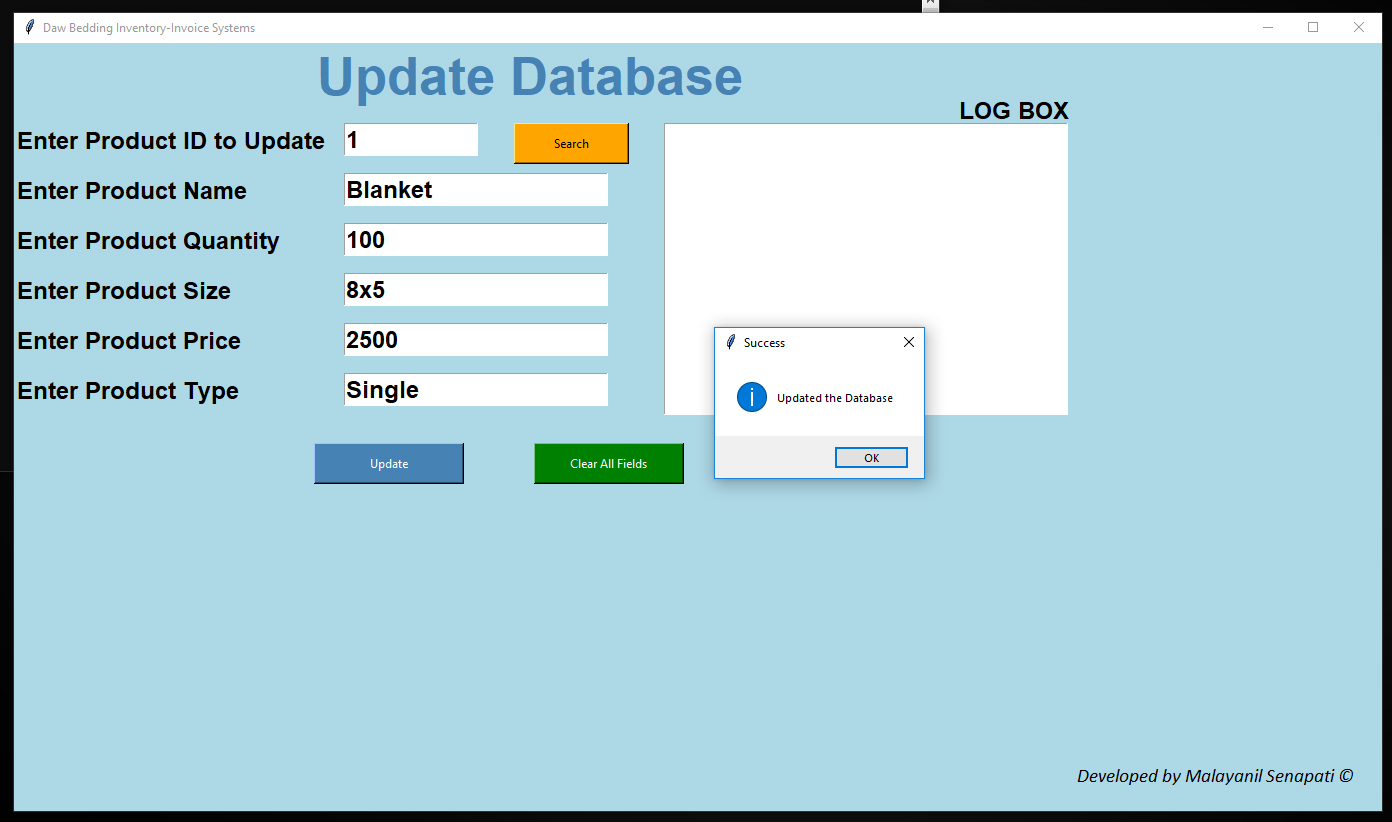 Daw Bedding Inventory-Invoice Systems
Update Database
LOG BOX
Enter Product ID to Update 1 Search
Enter Product Name Blanket
Enter Product Quantity 100
Enter Product Size 8x5
Enter Product Price 2500
Enter Product Type Single
Update Clear All Fields
Success
Updated the Database
OK
Developed by Malayanil Senapati ©